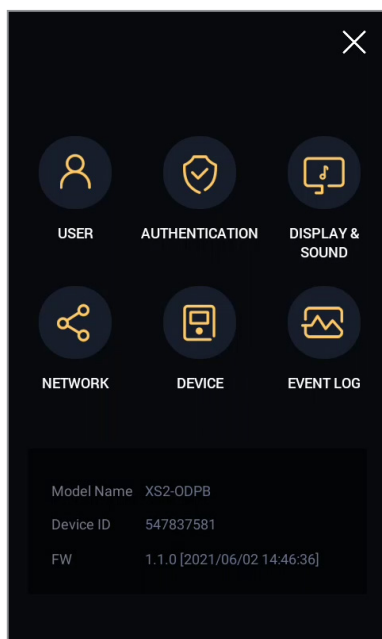 USER
AUTHENTICATION
DISPLAY &
SOUND
NETWORK
DEVICE
EVENT LOG
Model Name XS2-ODPB
Device ID 547837581
FW 1.1.0 [2021/06/02 14:46:36]